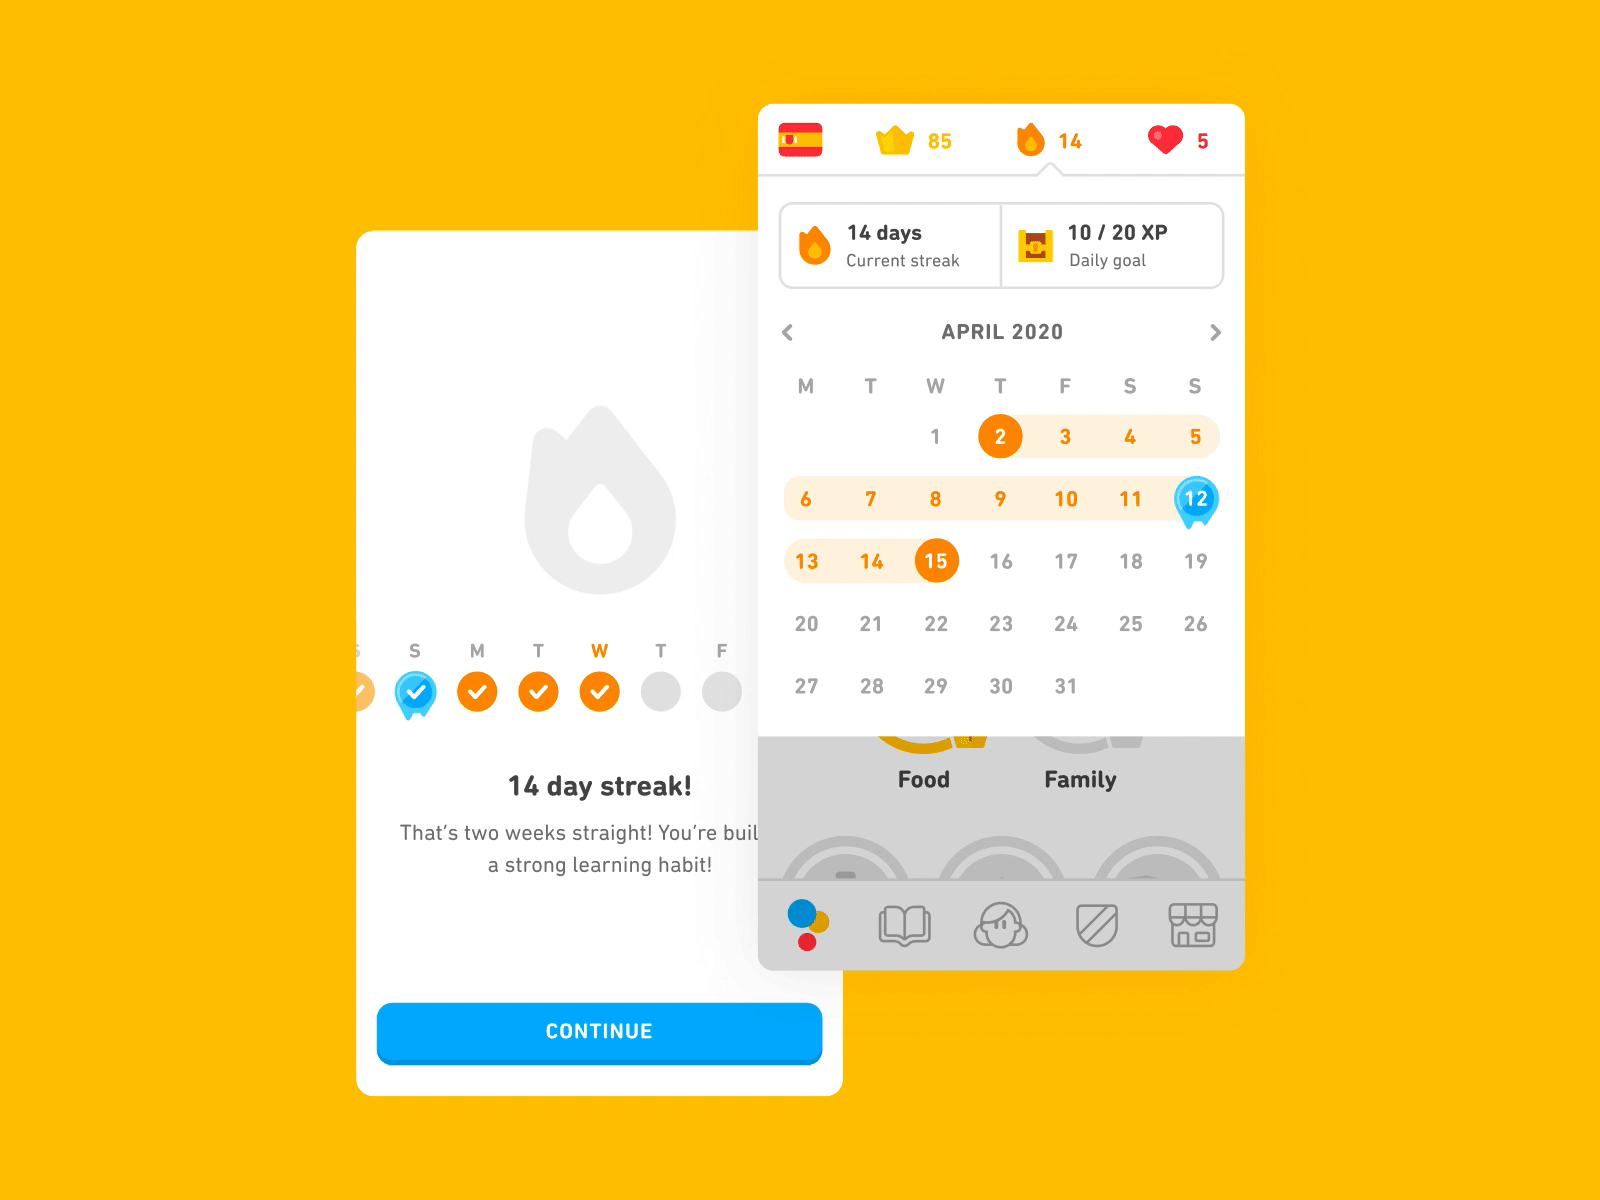 S S M T W T F
14 day streak!
That's two weeks straight! You're buil
a strong learning habit!
CONTINUE
85 14 5
14 days
Current streak
10 / 20 XP
Daily goal
APRIL 2020
M T W T F S S
1 2 3 4 5
6 7 8 9 10 11 12
13 14 15 16 17 18 19
20 21 22 23 24 25 26
27 28 29 30 31
Food Family